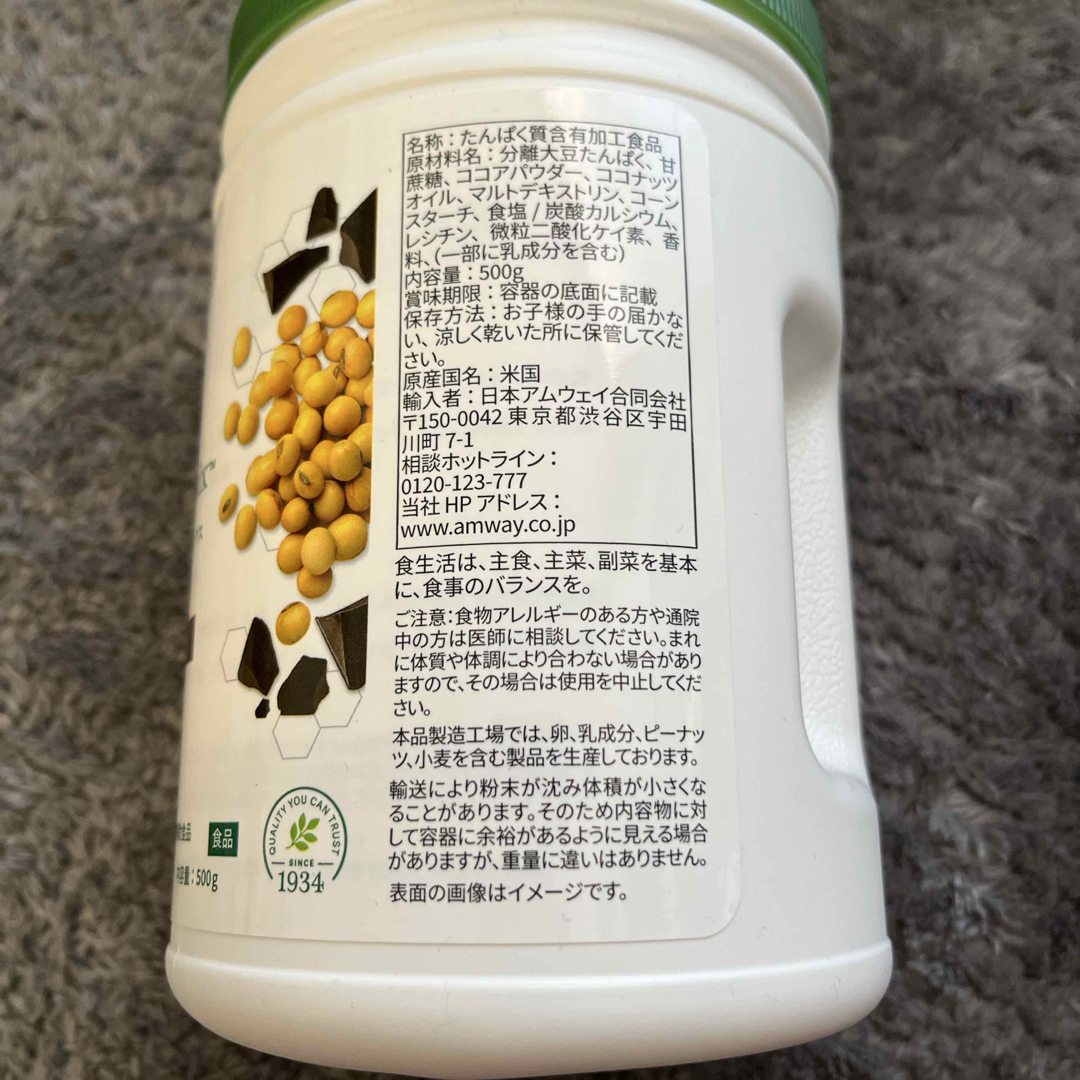 名称：たんぱく質含有加工食品
原材料名：分離大豆たんぱく、甘
蔗糖、ココアパウダー、ココナッツ
オイル、マルトデキストリン、コーン
スターチ、食塩 / 炭酸カルシウム、
レシチン、微粒二酸化ケイ素、香
料、(一部に乳成分を含む)
内容量：500g
賞味期限：容器の底面に記載
保存方法：お子様の手の届かな
い、涼しく乾いた所に保管してくだ
さい。
原産国名：米国
輸入者：日本アムウェイ合同会社
〒150-0042 東京都渋谷区宇田
川町 7-1
相談ホットライン：
0120-123-777
当社 HP アドレス：
www.amway.co.jp
食生活は、主食、主菜、副菜を基本
に、食事のバランスを。
ご注意：食物アレルギーのある方や通院
中の方は医師に相談してください。まれ
に体質や体調により合わない場合があり
ますので、その場合は使用を中止してくだ
さい。
本品製造工場では、卵、乳成分、ピーナッ
ツ、小麦を含む製品を生産しております。
輸送により粉末が沈み体積が小さくな
ることがあります。そのため内容物に対
して容器に余裕があるように見える場合
がありますが、重量に違いはありません。
表面の画像はイメージです。
QUALITY YOU CAN TRUST
SINCE
1934
食品 食品
内容量：500g